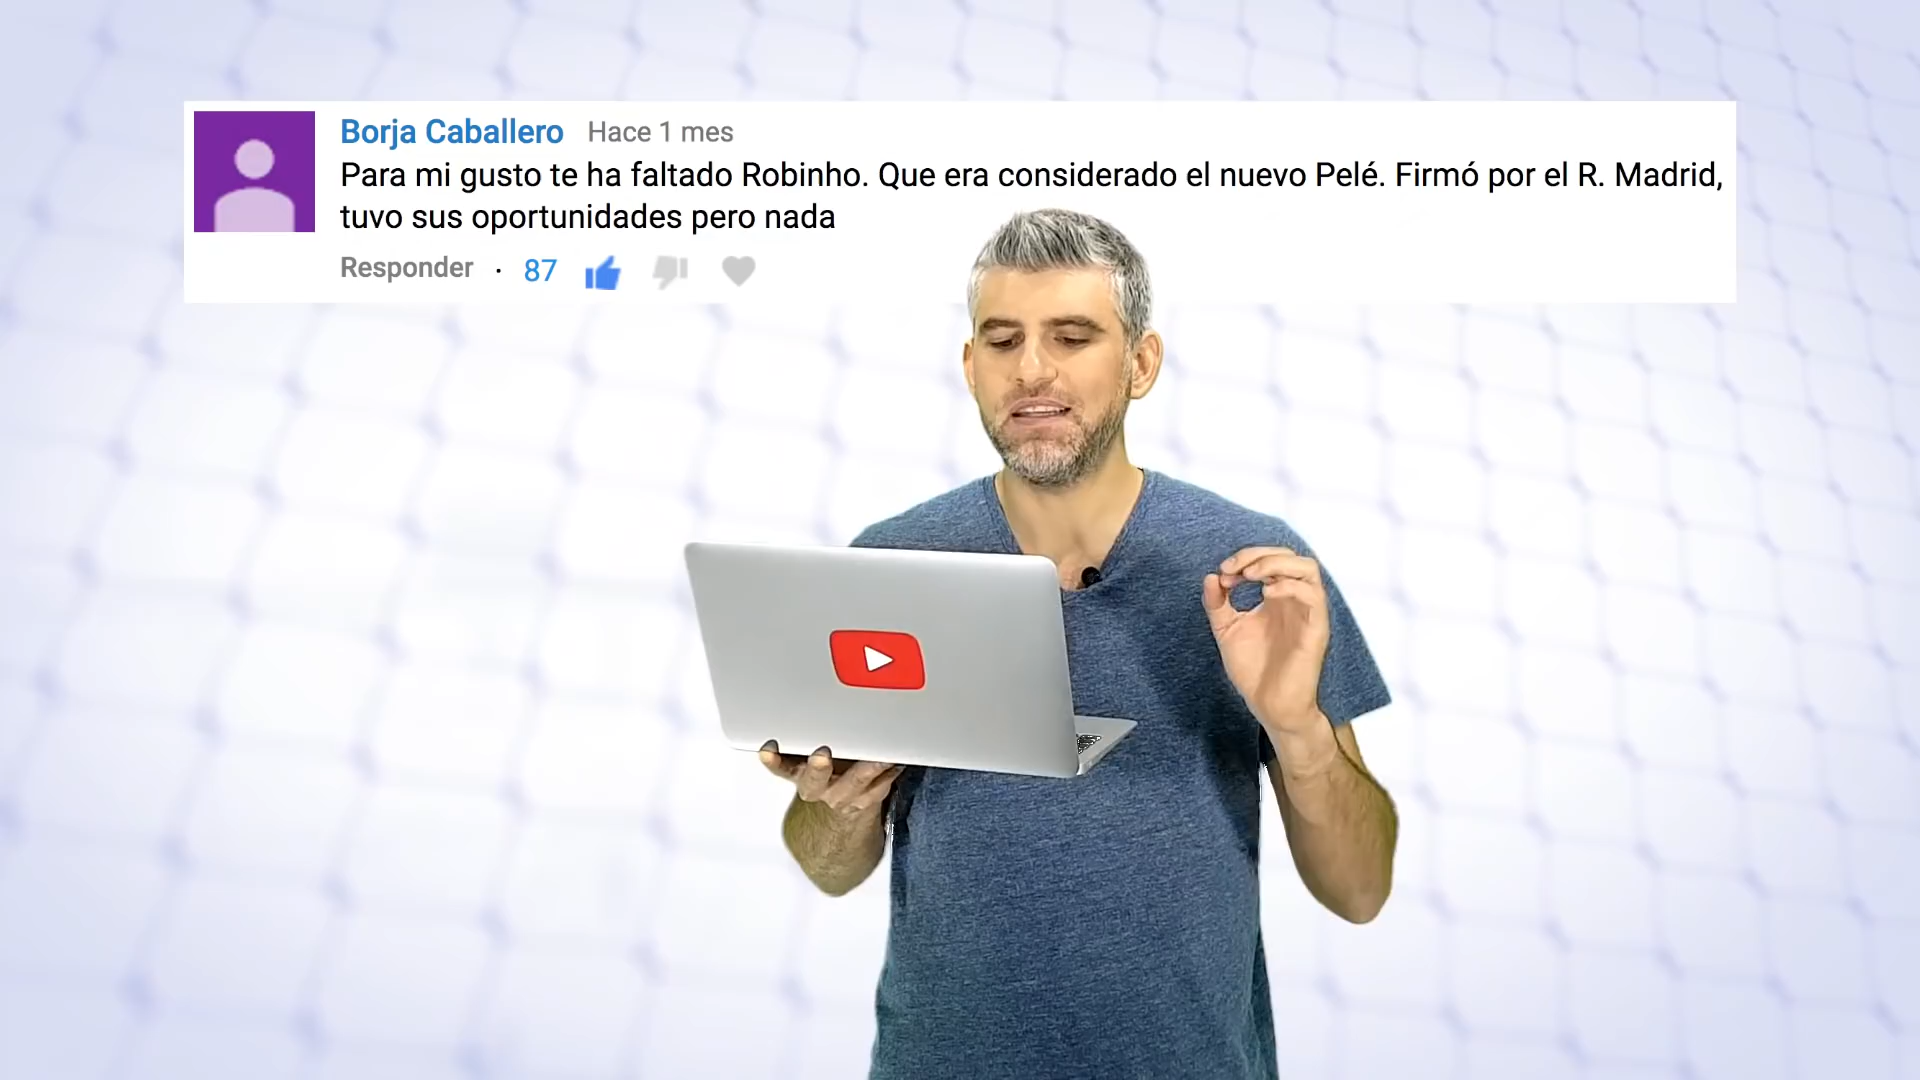 Borja Caballero Hace 1 mes
Para mi gusto te ha faltado Robinho. Que era considerado el nuevo Pelé. Firmó por el R. Madrid,
tuvo sus oportunidades pero nada
Responder · 87